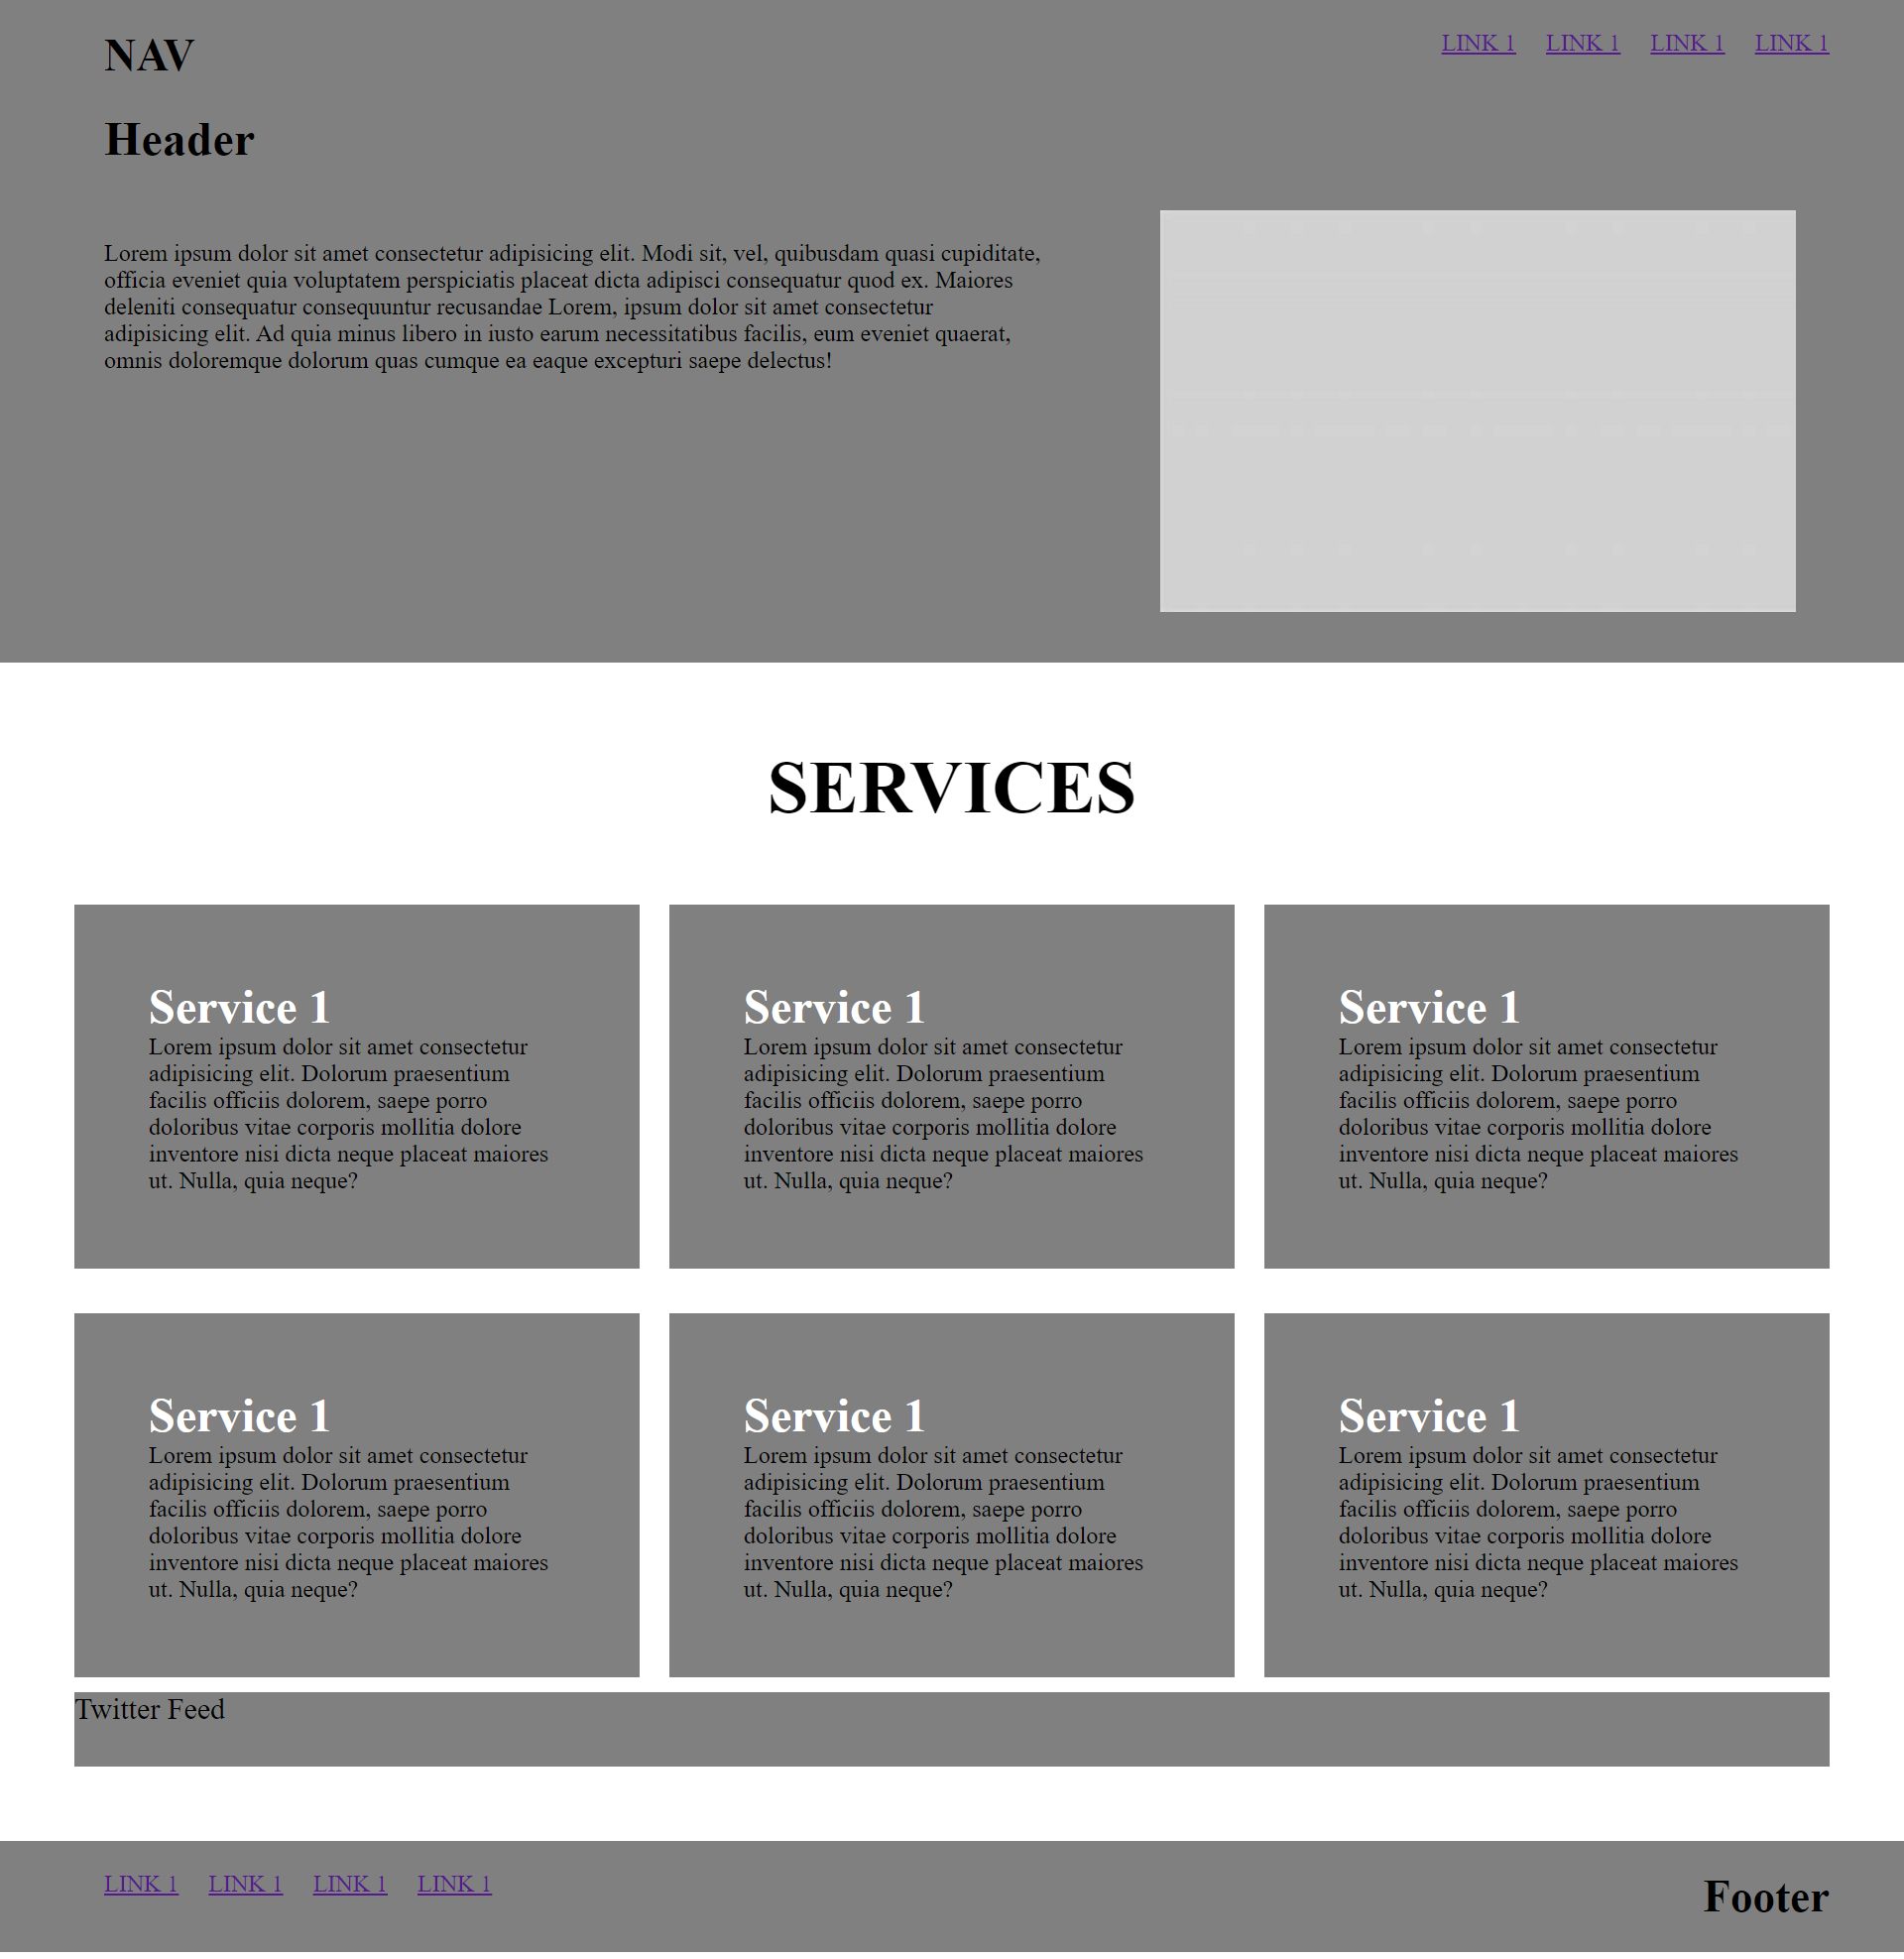 NAV
LINK 1 LINK 1 LINK 1 LINK 1
Header
Lorem ipsum dolor sit amet consectetur adipisicing elit. Modi sit, vel, quibusdam quasi cupiditate,
officia eveniet quia voluptatem perspiciatis placeat dicta adipisci consequatur quod ex. Maiores
deleniti consequatur consequuntur recusandae Lorem, ipsum dolor sit amet consectetur
adipisicing elit. Ad quia minus libero in iusto earum necessitatibus facilis, eum eveniet quaerat,
omnis doloremque dolorum quas cumque ea eaque excepturi saepe delectus!
SERVICES
Service 1
Lorem ipsum dolor sit amet consectetur
adipisicing elit. Dolorum praesentium
facilis officiis dolorem, saepe porro
doloribus vitae corporis mollitia dolore
inventore nisi dicta neque placeat maiores
ut. Nulla, quia neque?
Service 1
Lorem ipsum dolor sit amet consectetur
adipisicing elit. Dolorum praesentium
facilis officiis dolorem, saepe porro
doloribus vitae corporis mollitia dolore
inventore nisi dicta neque placeat maiores
ut. Nulla, quia neque?
Service 1
Lorem ipsum dolor sit amet consectetur
adipisicing elit. Dolorum praesentium
facilis officiis dolorem, saepe porro
doloribus vitae corporis mollitia dolore
inventore nisi dicta neque placeat maiores
ut. Nulla, quia neque?
Service 1
Lorem ipsum dolor sit amet consectetur
adipisicing elit. Dolorum praesentium
facilis officiis dolorem, saepe porro
doloribus vitae corporis mollitia dolore
inventore nisi dicta neque placeat maiores
ut. Nulla, quia neque?
Service 1
Lorem ipsum dolor sit amet consectetur
adipisicing elit. Dolorum praesentium
facilis officiis dolorem, saepe porro
doloribus vitae corporis mollitia dolore
inventore nisi dicta neque placeat maiores
ut. Nulla, quia neque?
Service 1
Lorem ipsum dolor sit amet consectetur
adipisicing elit. Dolorum praesentium
facilis officiis dolorem, saepe porro
doloribus vitae corporis mollitia dolore
inventore nisi dicta neque placeat maiores
ut. Nulla, quia neque?
Twitter Feed
LINK 1 LINK 1 LINK 1 LINK 1
Footer